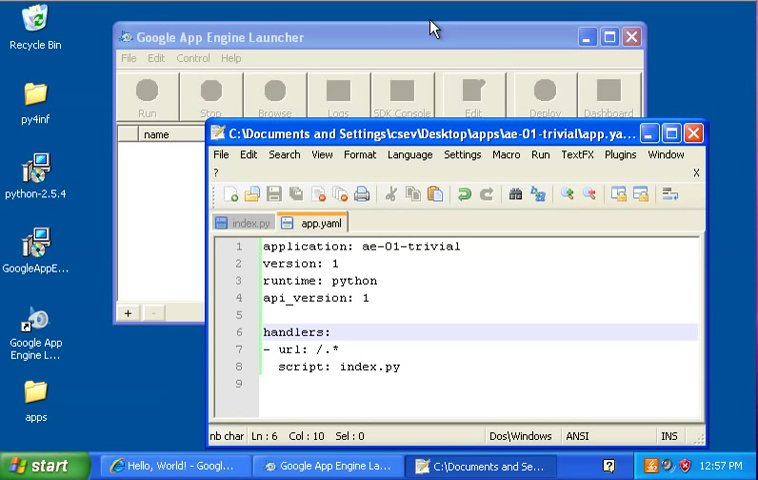 Recycle Bin
py4inf
python-2.5.4
GoogleAppE...
Google App
Engine L...
apps
Google App Engine Launcher
File Edit Control Help
Run Stop Browse Logs SDK Console Edit Deploy Dashboard
name
+ -
C:\Documents and Settings\csev\Desktop\apps\ae-01-trivial\app.ya...
File Edit Search View Format Language Settings Macro Run TextFX Plugins Window
? X
index.py app.yaml
1 application: ae-01-trivial
2 version: 1
3 runtime: python
4 api_version: 1
5
6 handlers:
7 - url: /.*
8 script: index.py
9
nb char Ln : 6 Col : 10 Sel : 0 Dos\Windows ANSI INS
start Hello, World! - Googl... Google App Engine La... C:\Documents and Se... 12:57 PM